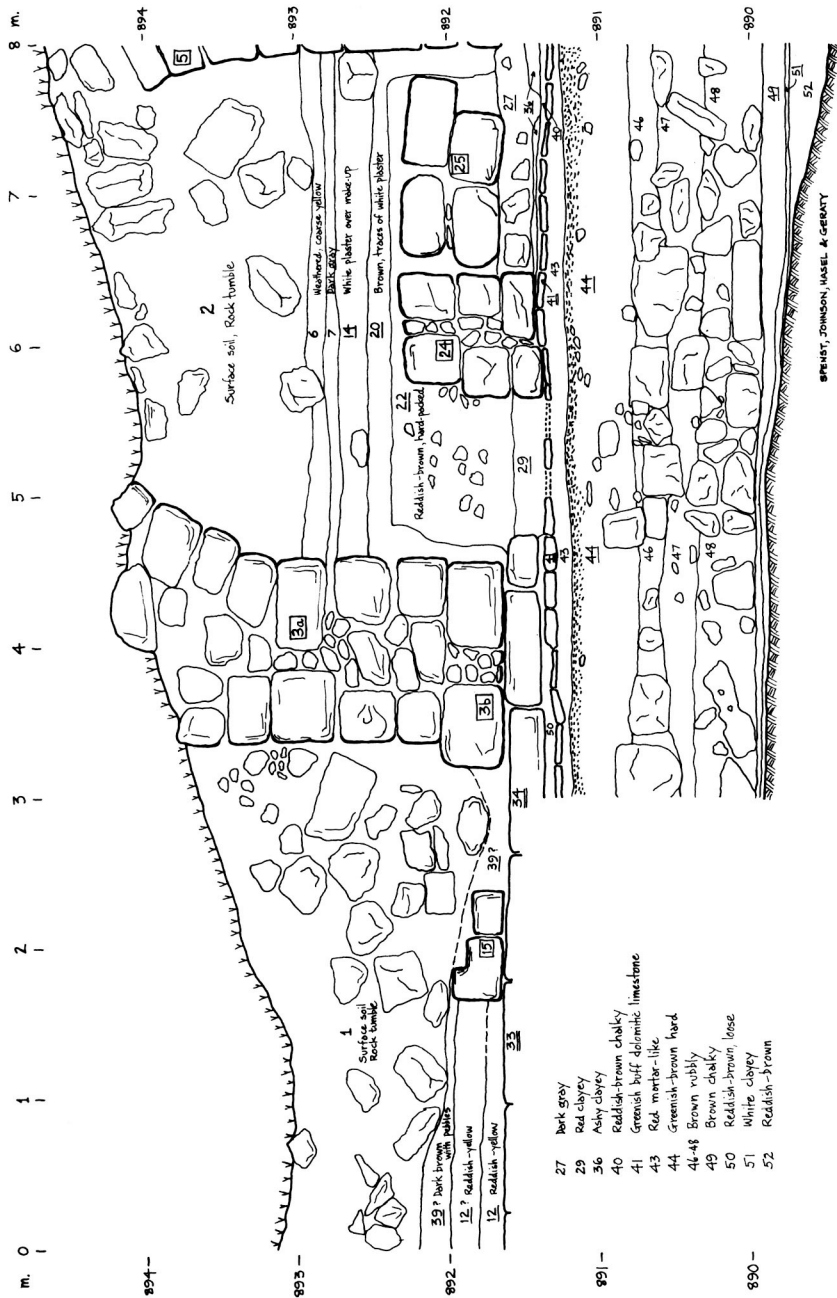 m. 0 1 2 3 4 5 6 7 8 m.
894
893
892
891
890
894
893
892
891
890
1
Surface soil
Rock tumble
2
Surface soil, Rock tumble
3a
3b
5
6 Weathered, coarse yellow
7 Dark gray
14 White plaster over make-up
20 Brown, traces of white plaster
22
Reddish-brown, hard-packed
24
25
27
29
36
40
41
43
44
41
43
44
50
34
39?
15
33
39? Dark brown with pebbles
12? Reddish-yellow
12 Reddish-yellow
46
47
48
46
47
48
49
51
52
27 Dark gray
29 Red clayey
36 Ashy clayey
40 Reddish-brown chalky
41 Greenish buff dolomitic limestone
43 Red mortar-like
44 Greenish-brown hard
46-48 Brown rubbly
49 Brown chalky
50 Reddish-brown, loose
51 White clayey
52 Reddish-brown
SPENST, JOHNSON, HASEL & GERATY